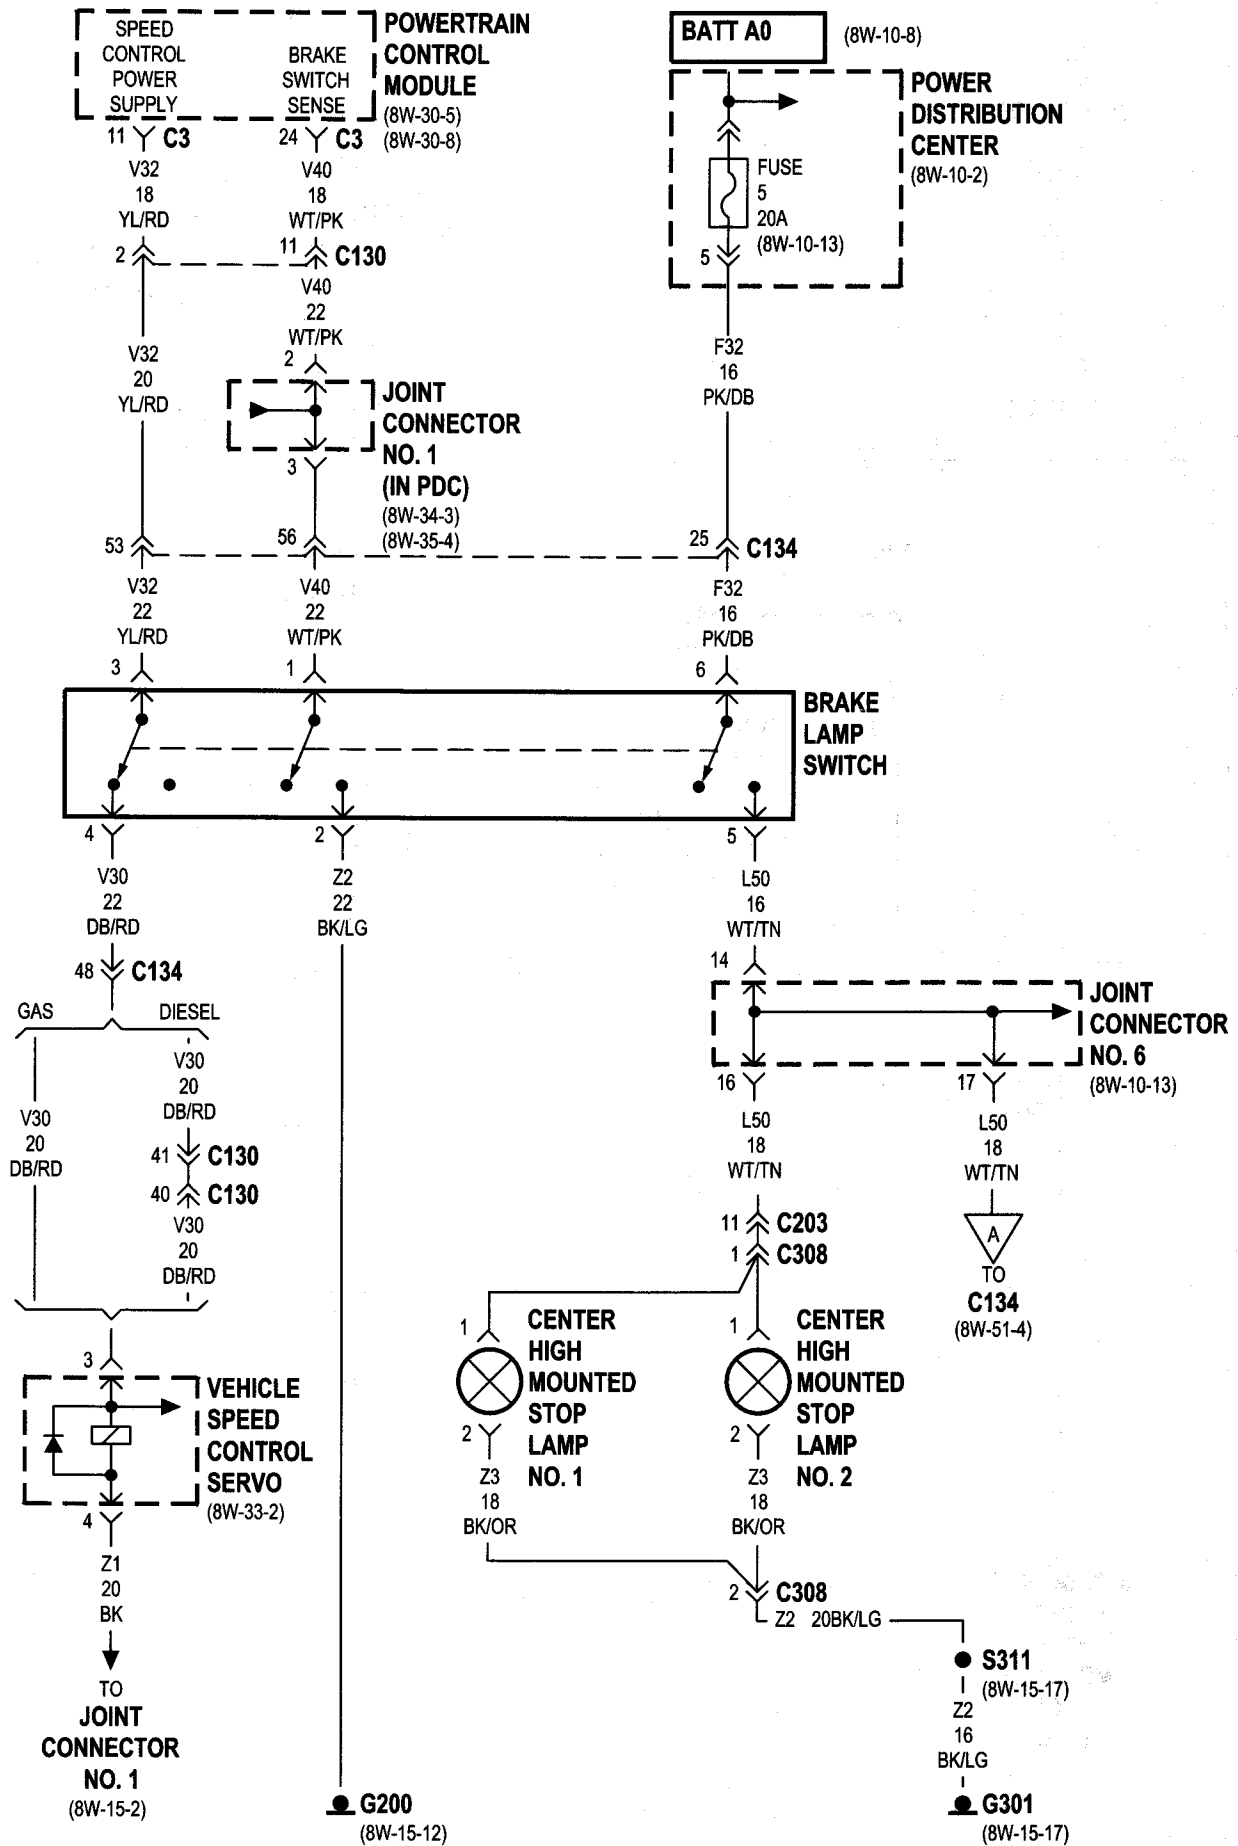 SPEED
CONTROL
POWER
SUPPLY
BRAKE
SWITCH
SENSE
POWERTRAIN
CONTROL
MODULE
(8W-30-5)
(8W-30-8)
11 C3
24 C3
V32
18
YL/RD
V40
18
WT/PK
2
11 C130
V40
22
WT/PK
V32
20
YL/RD
2
JOINT
CONNECTOR
NO. 1
(IN PDC)
(8W-34-3)
(8W-35-4)
3
BATT A0
(8W-10-8)
POWER
DISTRIBUTION
CENTER
(8W-10-2)
FUSE
5
20A
(8W-10-13)
5
F32
16
PK/DB
53
56
25 C134
V32
22
YL/RD
V40
22
WT/PK
F32
16
PK/DB
3
1
6
BRAKE
LAMP
SWITCH
4
2
5
V30
22
DB/RD
Z2
22
BK/LG
L50
16
WT/TN
48 C134
GAS
DIESEL
V30
20
DB/RD
V30
20
DB/RD
41 C130
40 C130
V30
20
DB/RD
14
JOINT
CONNECTOR
NO. 6
(8W-10-13)
16
17
L50
18
WT/TN
L50
18
WT/TN
11 C203
1 C308
A
TO
C134
(8W-51-4)
1
CENTER
HIGH
MOUNTED
STOP
LAMP
NO. 1
2
1
CENTER
HIGH
MOUNTED
STOP
LAMP
NO. 2
2
3
VEHICLE
SPEED
CONTROL
SERVO
(8W-33-2)
4
Z1
20
BK
TO
JOINT
CONNECTOR
NO. 1
(8W-15-2)
Z3
18
BK/OR
Z3
18
BK/OR
2 C308
Z2 20BK/LG
S311
(8W-15-17)
Z2
16
BK/LG
G200
(8W-15-12)
G301
(8W-15-17)